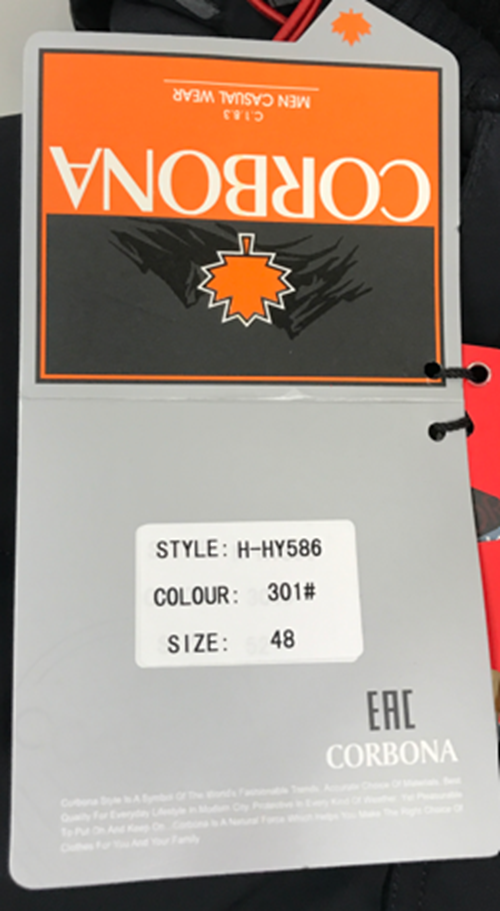 MEN CASUAL WEAR
C.1.8.3
CORBONA
STYLE: H-HY586
COLOUR: 301#
SIZE: 48
EAC
CORBONA
Corbona Style Is A Symbol Of The World's Fashionable Trends. Accurate Choice Of Materials. Best
Quality For Everyday Lifestyle In Modern City. Protective In Every Kind Of Weather, the Pleasurable
To Put On And Keep On. Corbona Is A Natural Fetish Which Helps You Make The Right Choice Of
Clothes For You And Your Family.